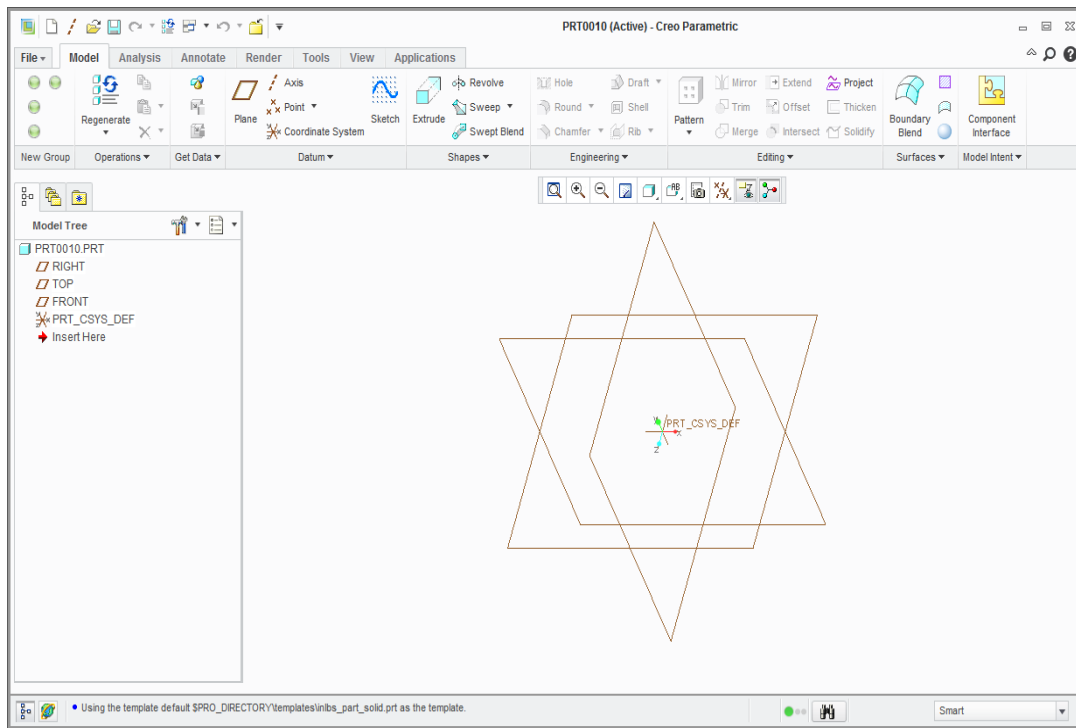 PRT0010 (Active) - Creo Parametric
File Model Analysis Annotate Render Tools View Applications
Regenerate
Plane
Axis
Point
Coordinate System
Sketch
Extrude
Revolve
Sweep
Swept Blend
Hole
Round
Chamfer
Draft
Shell
Rib
Pattern
Mirror Extend Project
Trim Offset Thicken
Merge Intersect Solidify
Boundary
Blend
Component
Interface
New Group Operations Get Data Datum Shapes Engineering Editing Surfaces Model Intent
Model Tree
PRT0010.PRT
RIGHT
TOP
FRONT
PRT_CSYS_DEF
Insert Here
Y
PRT_CSYS_DEF
X
Z
Using the template default $PRO_DIRECTORY\templates\inlbs_part_solid.prt as the template.
Smart